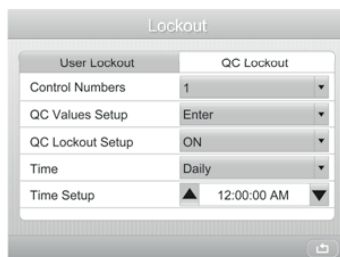 Lockout
User Lockout QC Lockout
Control Numbers 1
QC Values Setup Enter
QC Lockout Setup ON
Time Daily
Time Setup 12:00:00 AM